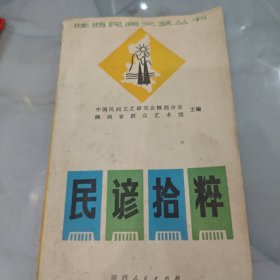 陕西民间文艺丛刊
中国民间文艺研究会陕西分会
陕西省群众艺术馆
主编
民谚拾粹
陕西人民出版社